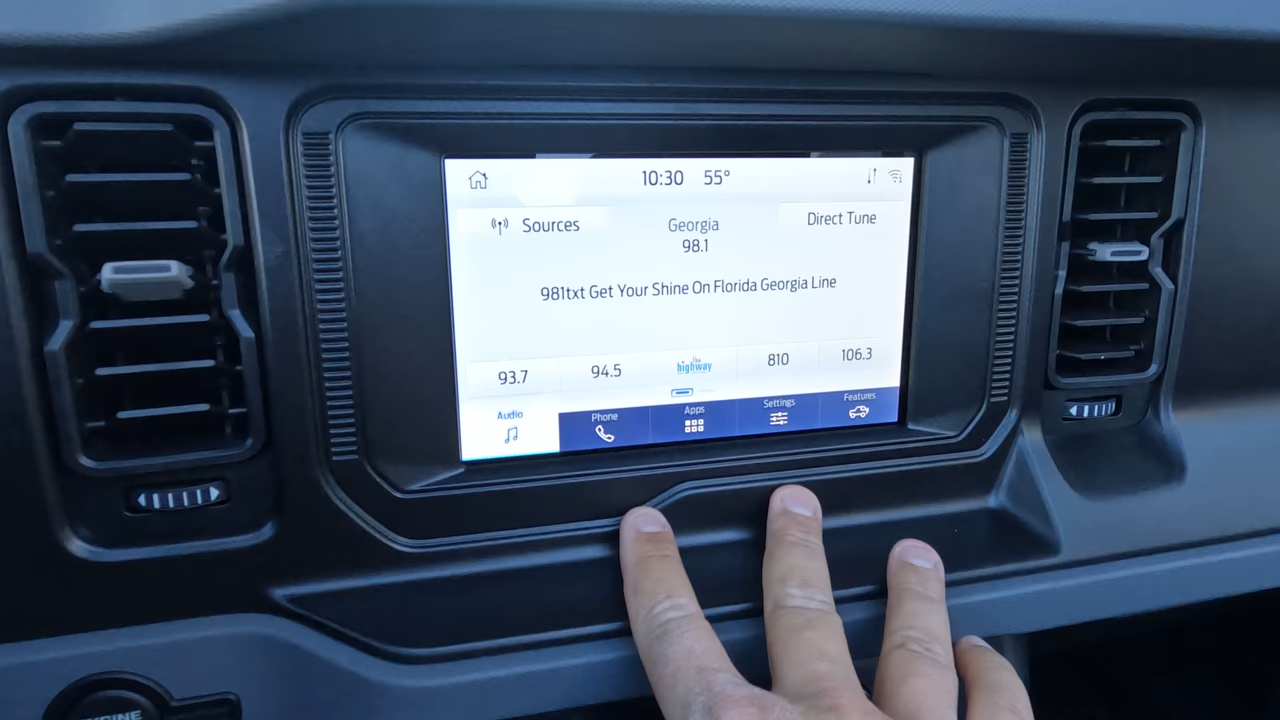 10:30 55°
Sources
Georgia
98.1
Direct Tune
981txt Get Your Shine On Florida Georgia Line
93.7
94.5
the
highway
810
106.3
Audio
Phone
Apps
Settings
Features
ENGINE